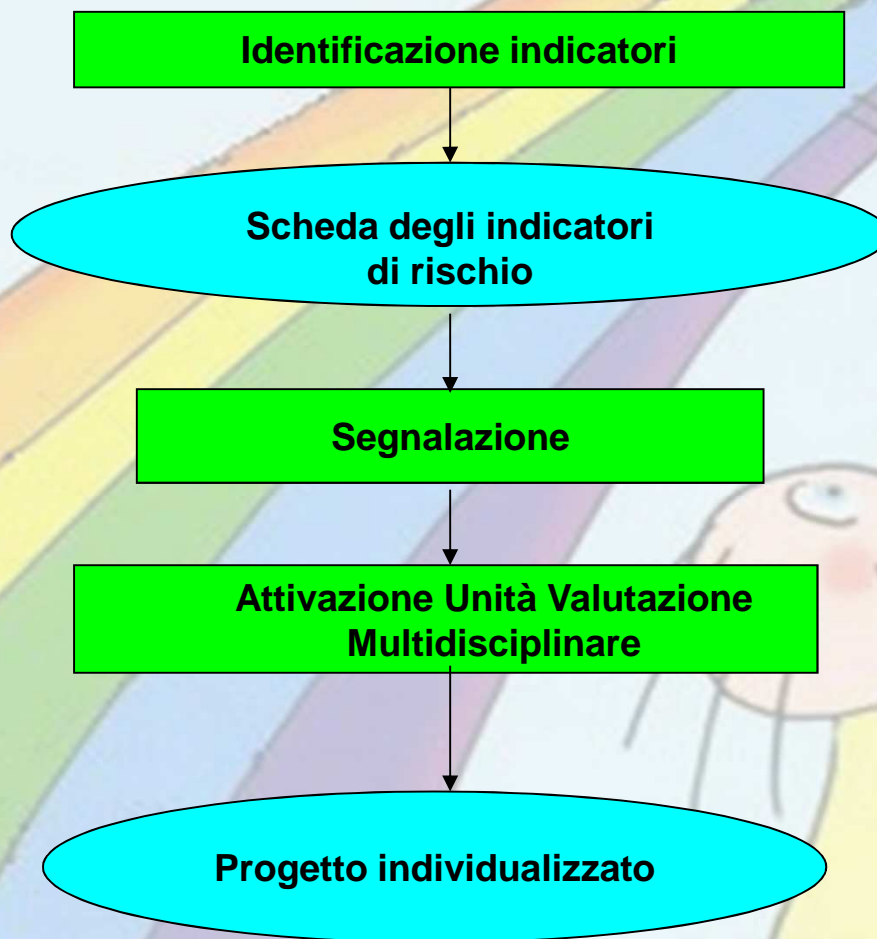 Identificazione indicatori
Scheda degli indicatori
di rischio
Segnalazione
Attivazione Unità Valutazione
Multidisciplinare
Progetto individualizzato